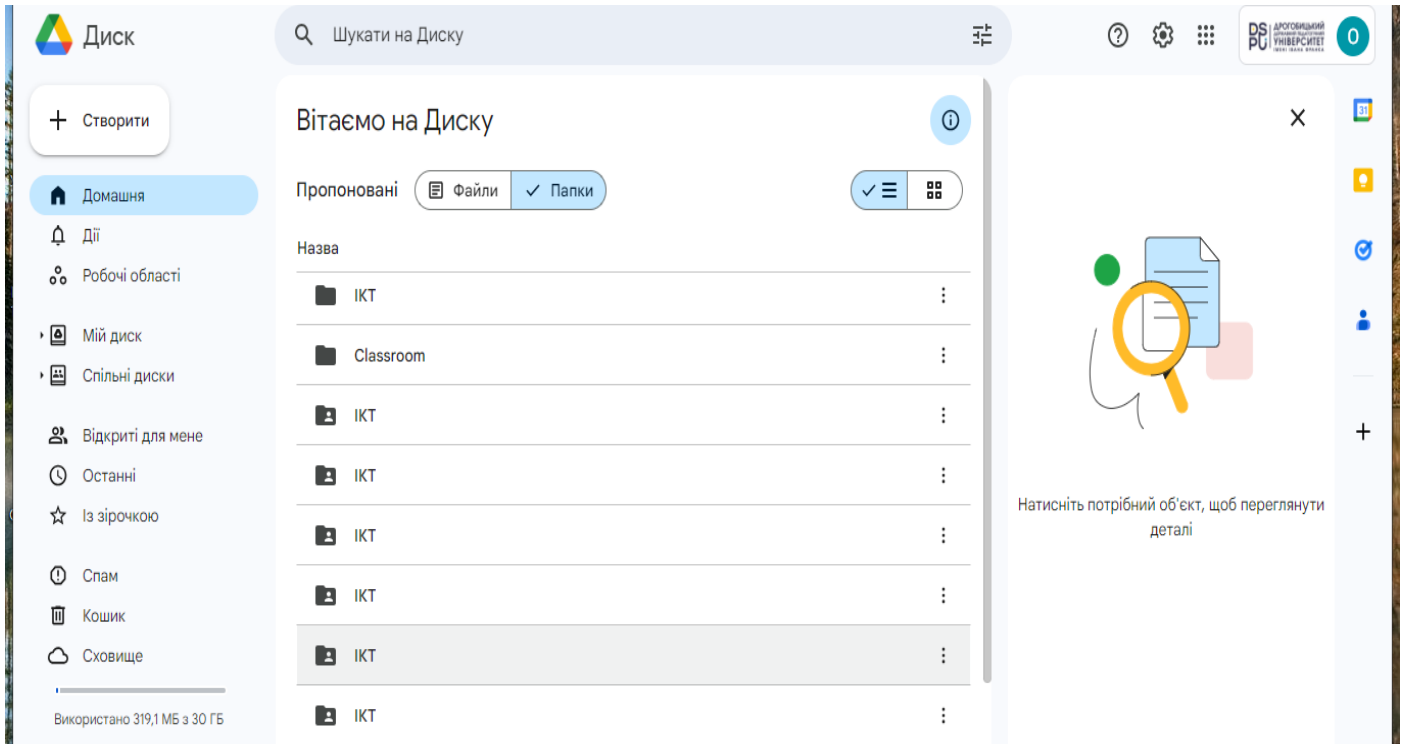 Диск
Шукати на Диску
DS PU
ДРОГОБИЦЬКИЙ
УНІВЕРСИТЕТ
O
Створити
Домашня
Дії
Робочі області
Мій диск
Спільні диски
Відкриті для мене
Останні
Із зірочкою
Спам
Кошик
Сховище
Використано 319,1 МБ з 30 ГБ
Вітаємо на Диску
Пропоновані
Файли
Папки
Назва
ІКТ
Classroom
ІКТ
ІКТ
ІКТ
ІКТ
ІКТ
ІКТ
Натисніть потрібний об'єкт, щоб переглянути
деталі
31